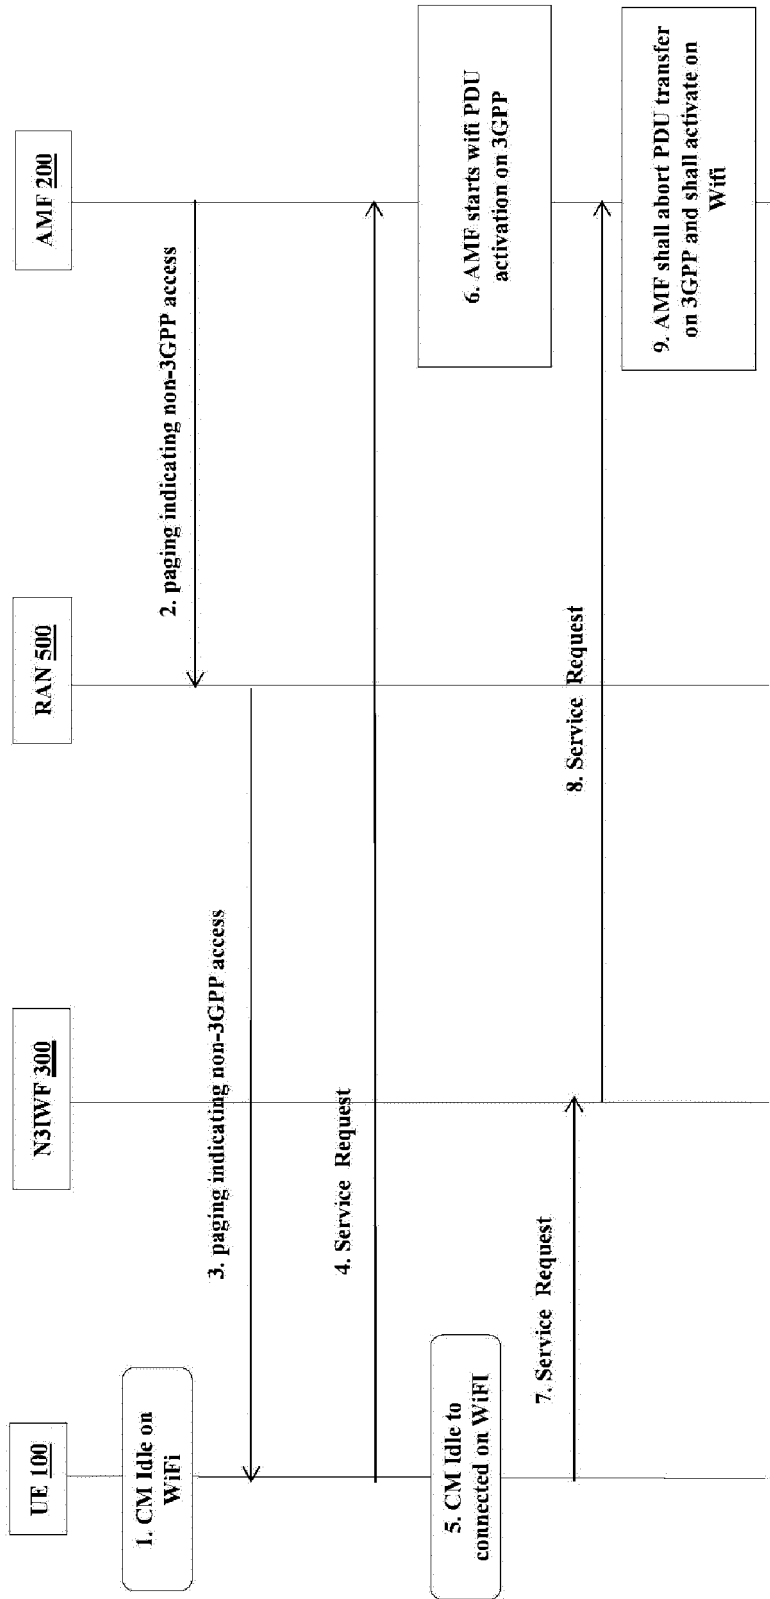 UE 100
N3IWF 300
RAN 500
AMF 200
1. CM Idle on
WiFi
2. paging indicating non-3GPP access
3. paging indicating non-3GPP access
4. Service Request
5. CM Idle to
connected on WiFI
6. AMF starts wifi PDU
activation on 3GPP
7. Service Request
8. Service Request
9. AMF shall abort PDU transfer
on 3GPP and shall activate on
Wifi